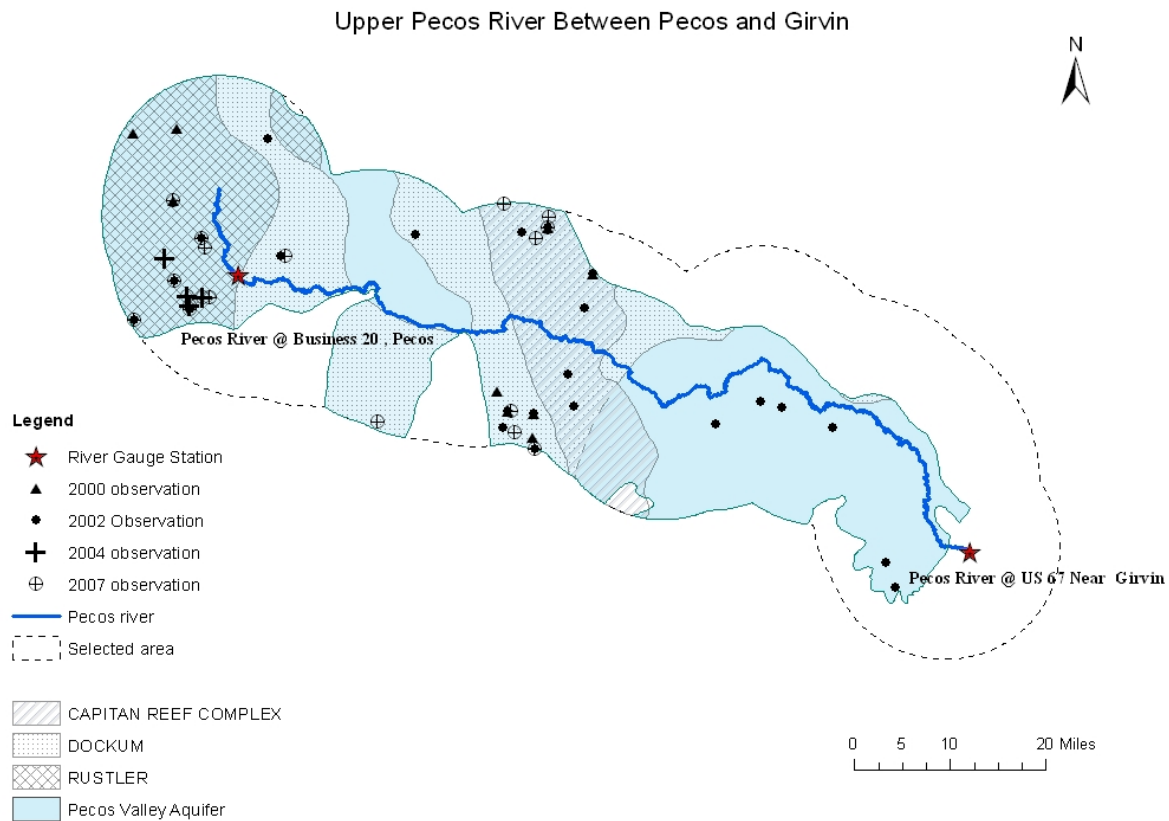 Upper Pecos River Between Pecos and Girvin
N
Pecos River @ Business 20 , Pecos
Legend
River Gauge Station
2000 observation
2002 Observation
2004 observation
2007 observation
Pecos river
Selected area
Pecos River @ US 67 Near Girvin
CAPITAN REEF COMPLEX
DOCKUM
RUSTLER
Pecos Valley Aquifer
0 5 10 20 Miles